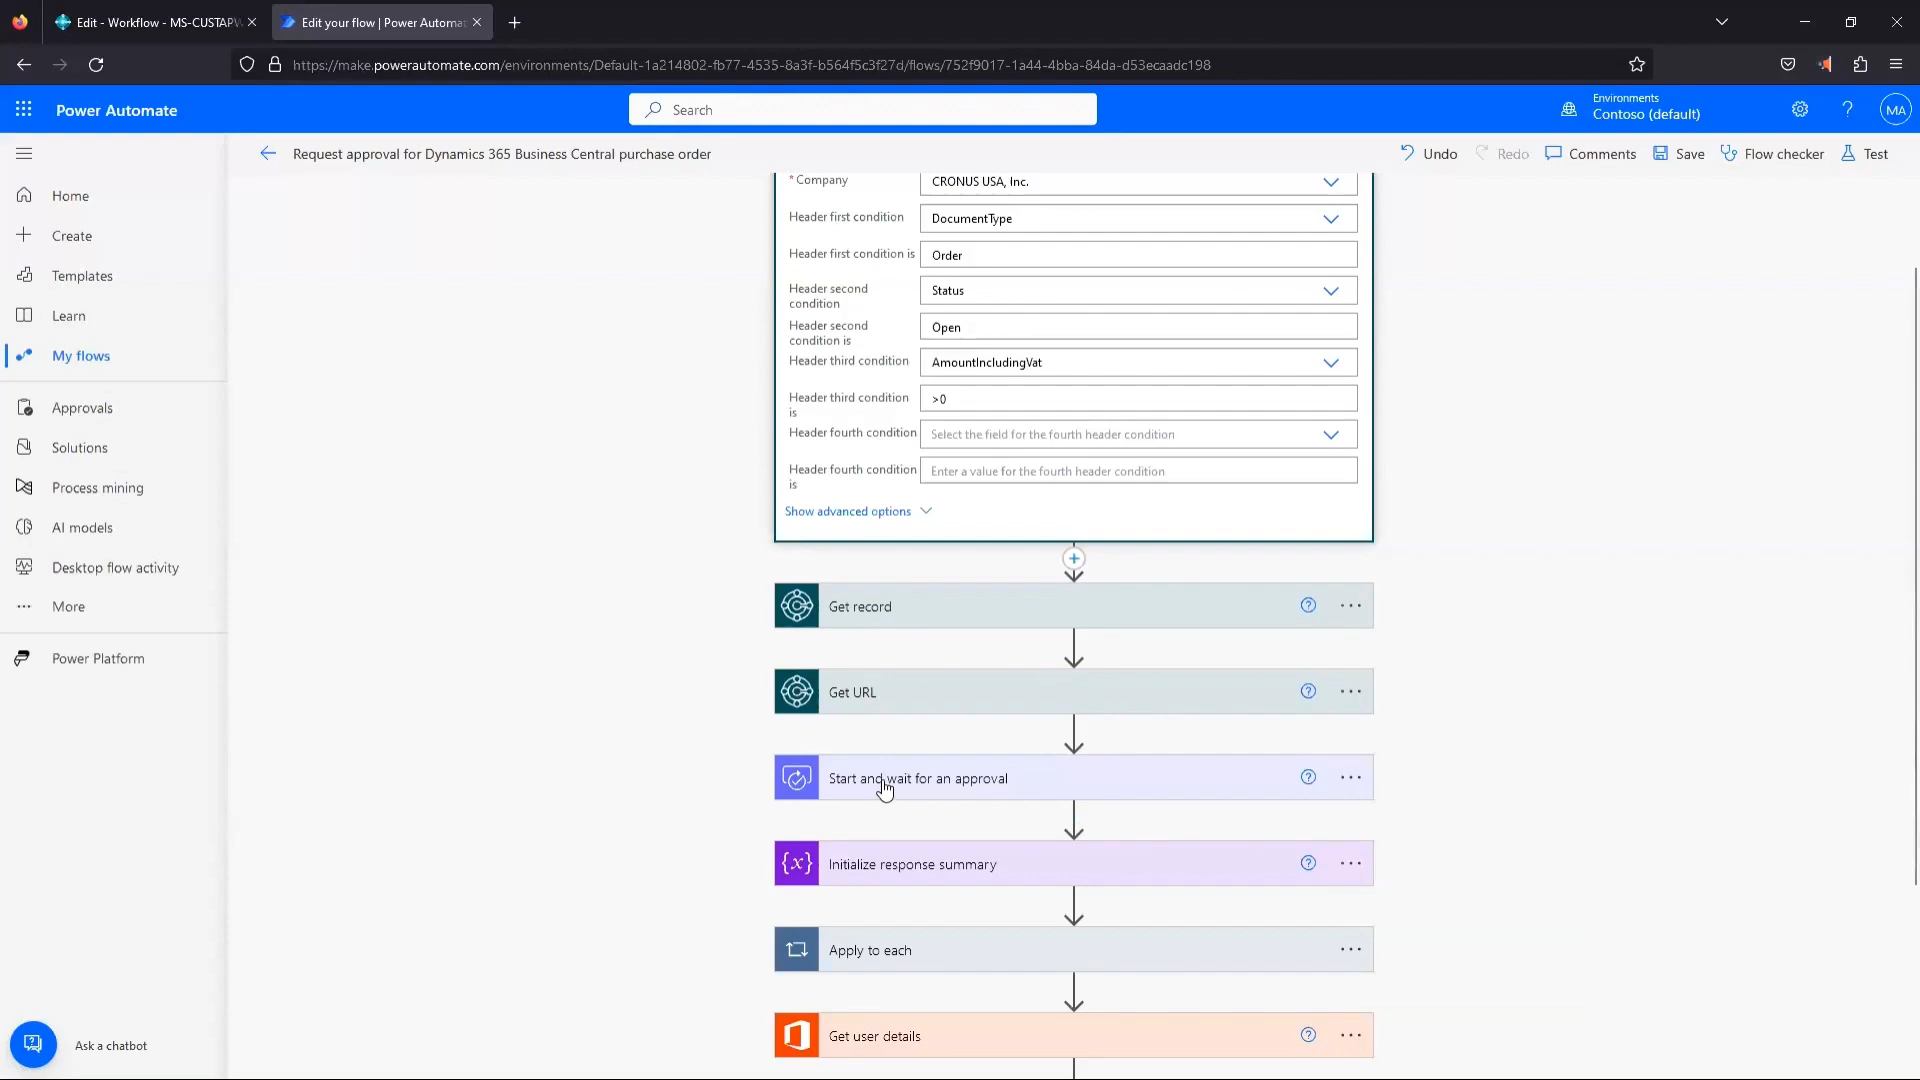 Edit - Workflow - MS-CUSTAPW
Edit your flow | Power Automa
https://make.powerautomate.com/environments/Default-1a214802-fb77-4535-8a3f-b564f5c3f27d/flows/752f9017-1a44-4bba-84da-d53ecaadc198
Power Automate
Search
Environments
Contoso (default)
?
MA
Request approval for Dynamics 365 Business Central purchase order
Undo
Redo
Comments
Save
Flow checker
Test
Home
Create
Templates
Learn
My flows
Approvals
Solutions
Process mining
AI models
Desktop flow activity
More
Power Platform
Ask a chatbot
* Company
CRONUS USA, Inc.
Header first condition
DocumentType
Header first condition is
Order
Header second
condition
Status
Header second
condition is
Open
Header third condition
AmountIncludingVat
Header third condition
is
>0
Header fourth condition
Select the field for the fourth header condition
Header fourth condition
is
Enter a value for the fourth header condition
Show advanced options
Get record
Get URL
Start and wait for an approval
{x} Initialize response summary
Apply to each
Get user details